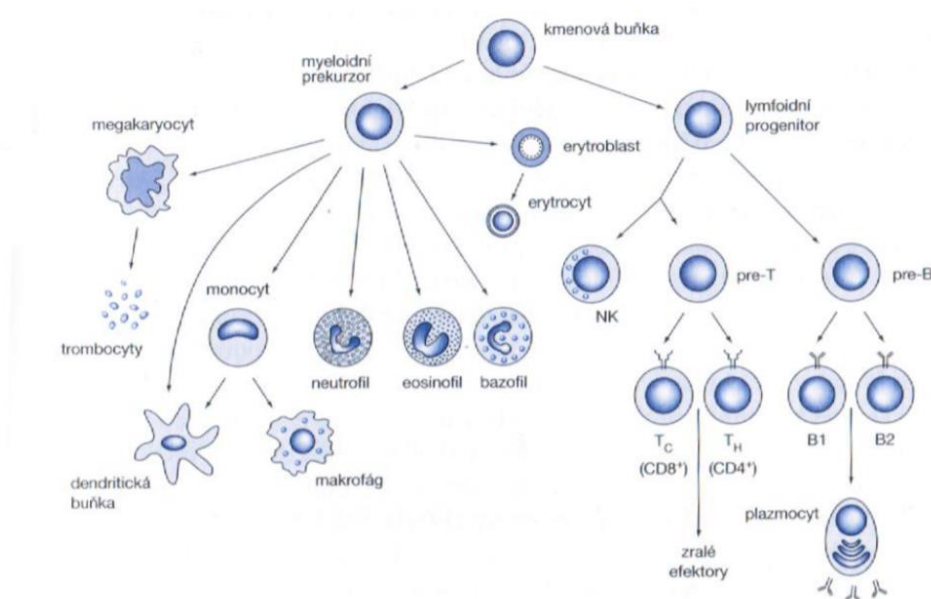 kmenová buňka
myeloidní
prekurzor
lymfoidní
progenitor
megakaryocyt
erytroblast
erytrocyt
monocyt
NK
pre-T
pre-B
trombocyty
neutrofil
eosinofil
bazofil
dendritická
buňka
makrofág
T_C
(CD8⁺)
T_H
(CD4⁺)
B1
B2
plazmocyt
zralé
efektory